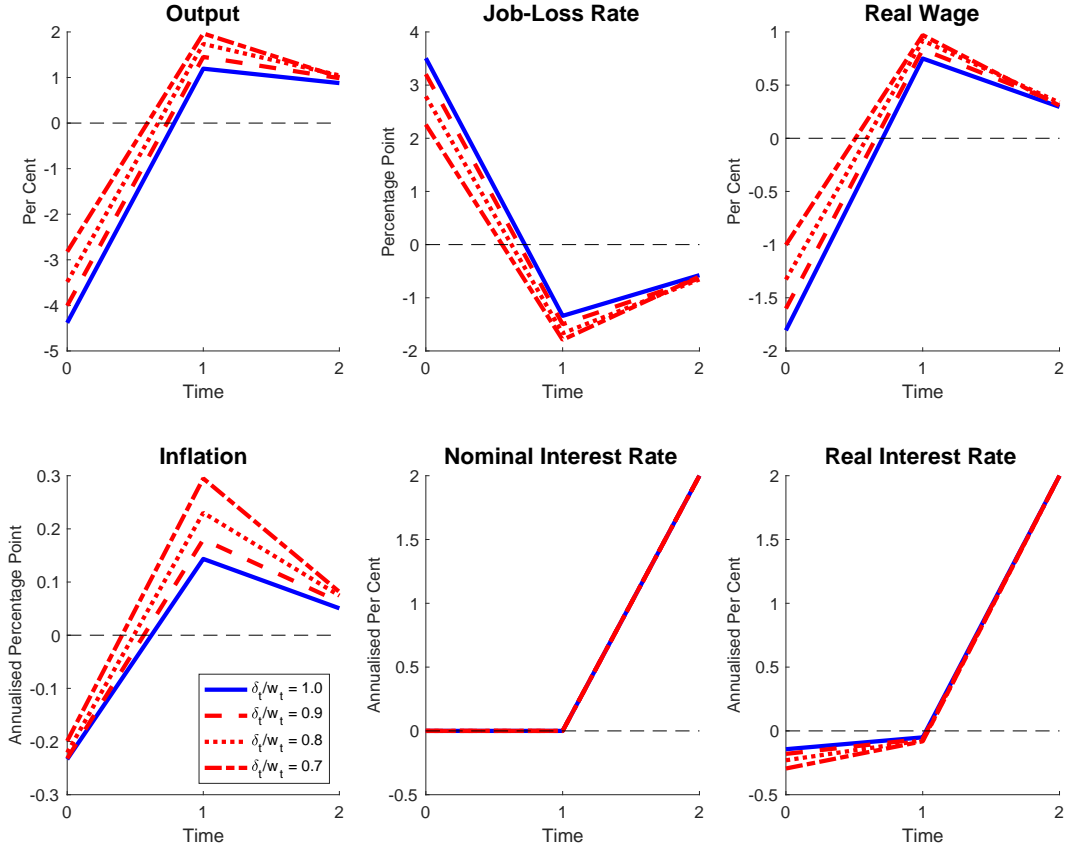 Output
Per Cent
2
1
0
-1
-2
-3
-4
-5
0 1 2
Time
Job-Loss Rate
Percentage Point
4
3
2
1
0
-1
-2
0 1 2
Time
Real Wage
Per Cent
1
0.5
0
-0.5
-1
-1.5
-2
0 1 2
Time
Inflation
Annualised Percentage Point
0.3
0.2
0.1
0
-0.1
-0.2
-0.3
0 1 2
Time
δt/wt = 1.0
δt/wt = 0.9
δt/wt = 0.8
δt/wt = 0.7
Nominal Interest Rate
Annualised Per Cent
2
1.5
1
0.5
0
-0.5
0 1 2
Time
Real Interest Rate
Annualised Per Cent
2
1.5
1
0.5
0
-0.5
0 1 2
Time